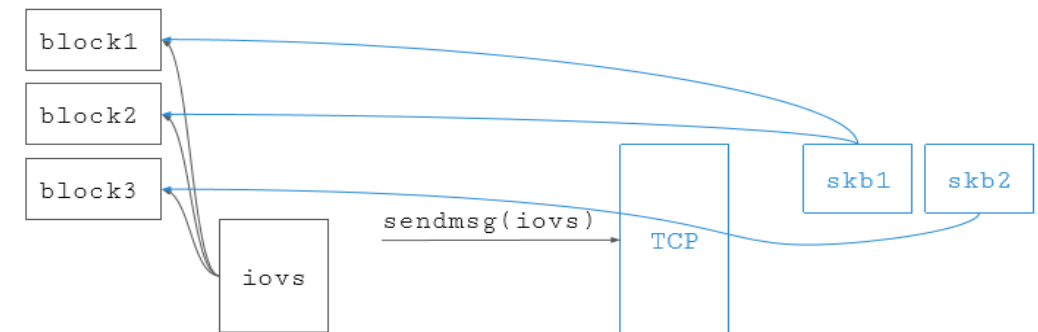 block1
block2
block3
iovs
sendmsg(iovs)
TCP
skb1
skb2